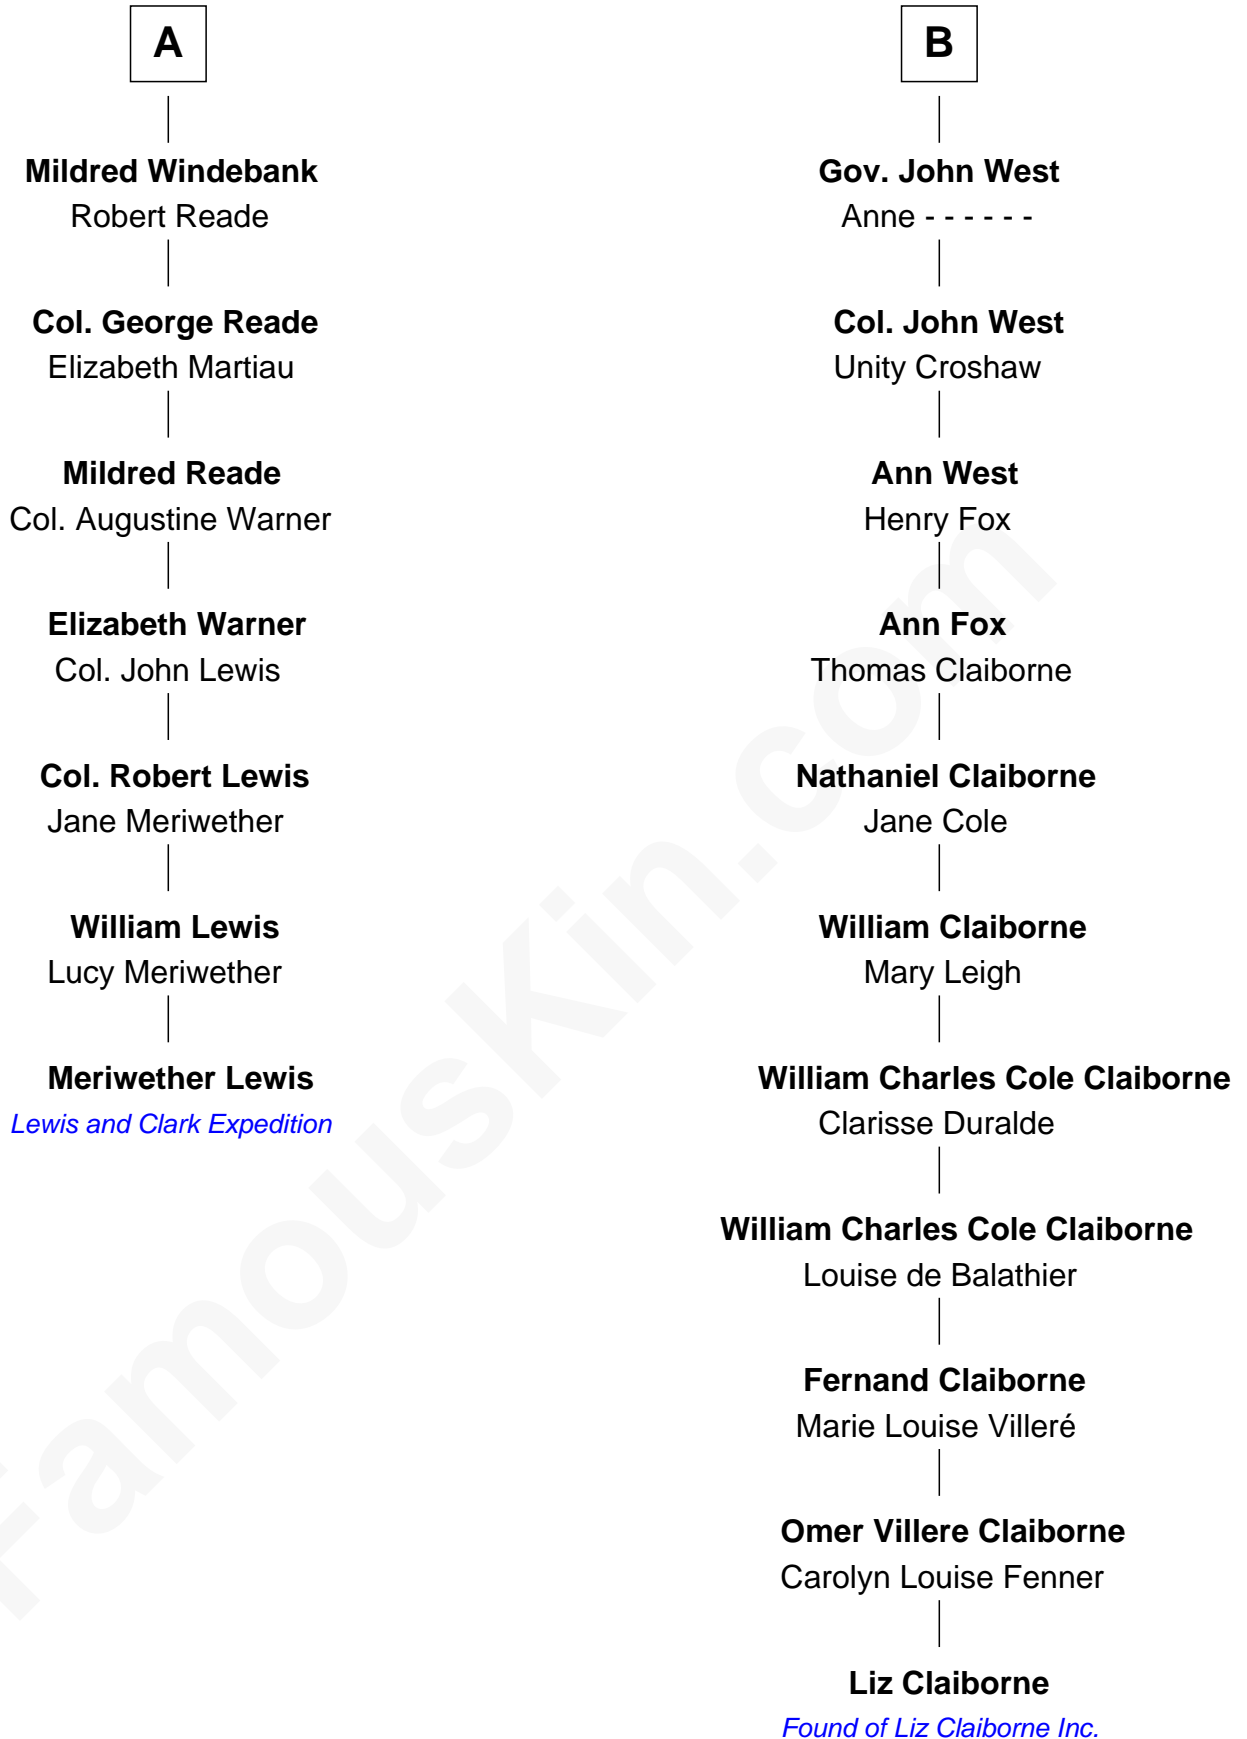 A
Mildred Windebank
Robert Reade
Col. George Reade
Elizabeth Martiau
Mildred Reade
Col. Augustine Warner
Elizabeth Warner
Col. John Lewis
Col. Robert Lewis
Jane Meriwether
William Lewis
Lucy Meriwether
Meriwether Lewis
Lewis and Clark Expedition
B
Gov. John West
Anne - - - - - -
Col. John West
Unity Croshaw
Ann West
Henry Fox
Ann Fox
Thomas Claiborne
Nathaniel Claiborne
Jane Cole
William Claiborne
Mary Leigh
William Charles Cole Claiborne
Clarisse Duralde
William Charles Cole Claiborne
Louise de Balathier
Fernand Claiborne
Marie Louise Villeré
Omer Villere Claiborne
Carolyn Louise Fenner
Liz Claiborne
Found of Liz Claiborne Inc.
FamousKin.com